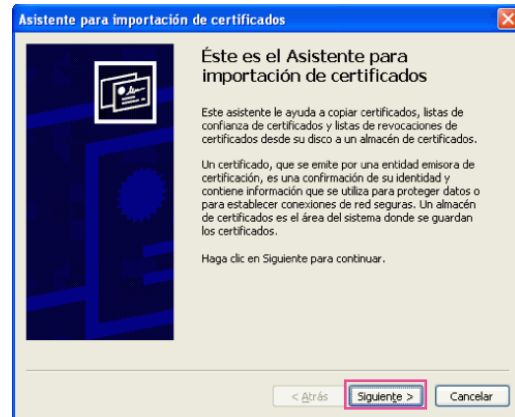 Asistente para importación de certificados
Éste es el Asistente para
importación de certificados
Este asistente le ayuda a copiar certificados, listas de
confianza de certificados y listas de revocaciones de
certificados desde su disco a un almacén de certificados.
Un certificado, que se emite por una entidad emisora de
certificación, es una confirmación de su identidad y
contiene información que se utiliza para proteger datos o
para establecer conexiones de red seguras. Un almacén
de certificados es el área del sistema donde se guardan
los certificados.
Haga clic en Siguiente para continuar.
< Atrás Siguiente > Cancelar